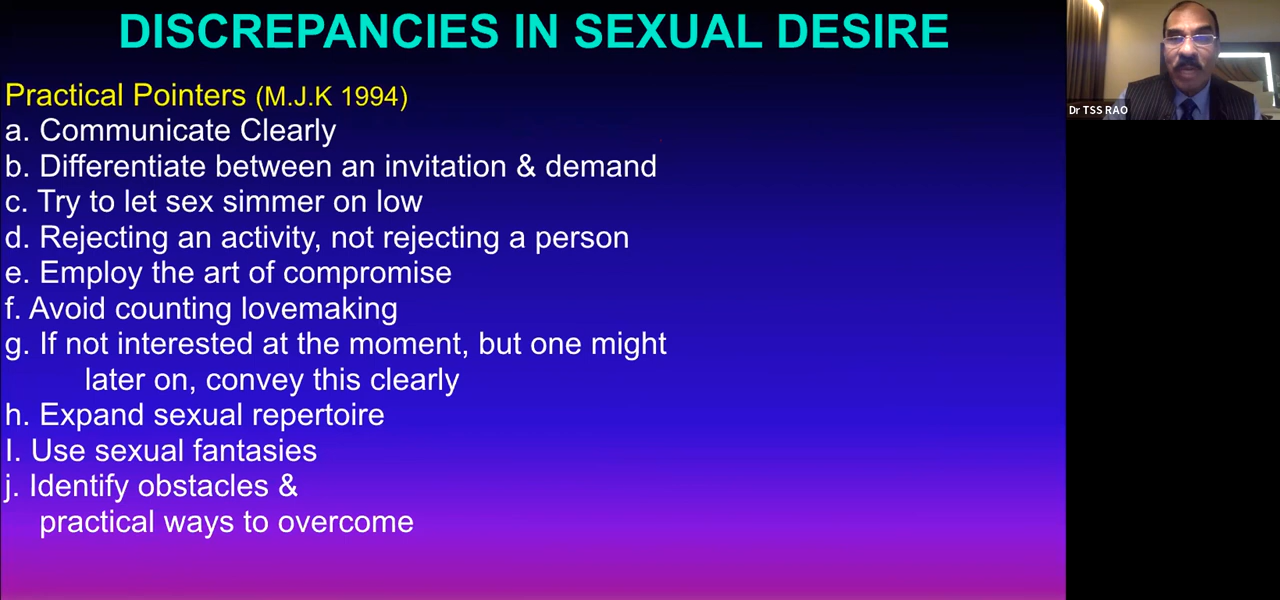 DISCREPANCIES IN SEXUAL DESIRE
Practical Pointers (M.J.K 1994)
a. Communicate Clearly
b. Differentiate between an invitation & demand
c. Try to let sex simmer on low
d. Rejecting an activity, not rejecting a person
e. Employ the art of compromise
f. Avoid counting lovemaking
g. If not interested at the moment, but one might
later on, convey this clearly
h. Expand sexual repertoire
I. Use sexual fantasies
j. Identify obstacles &
practical ways to overcome
Dr TSS RAO